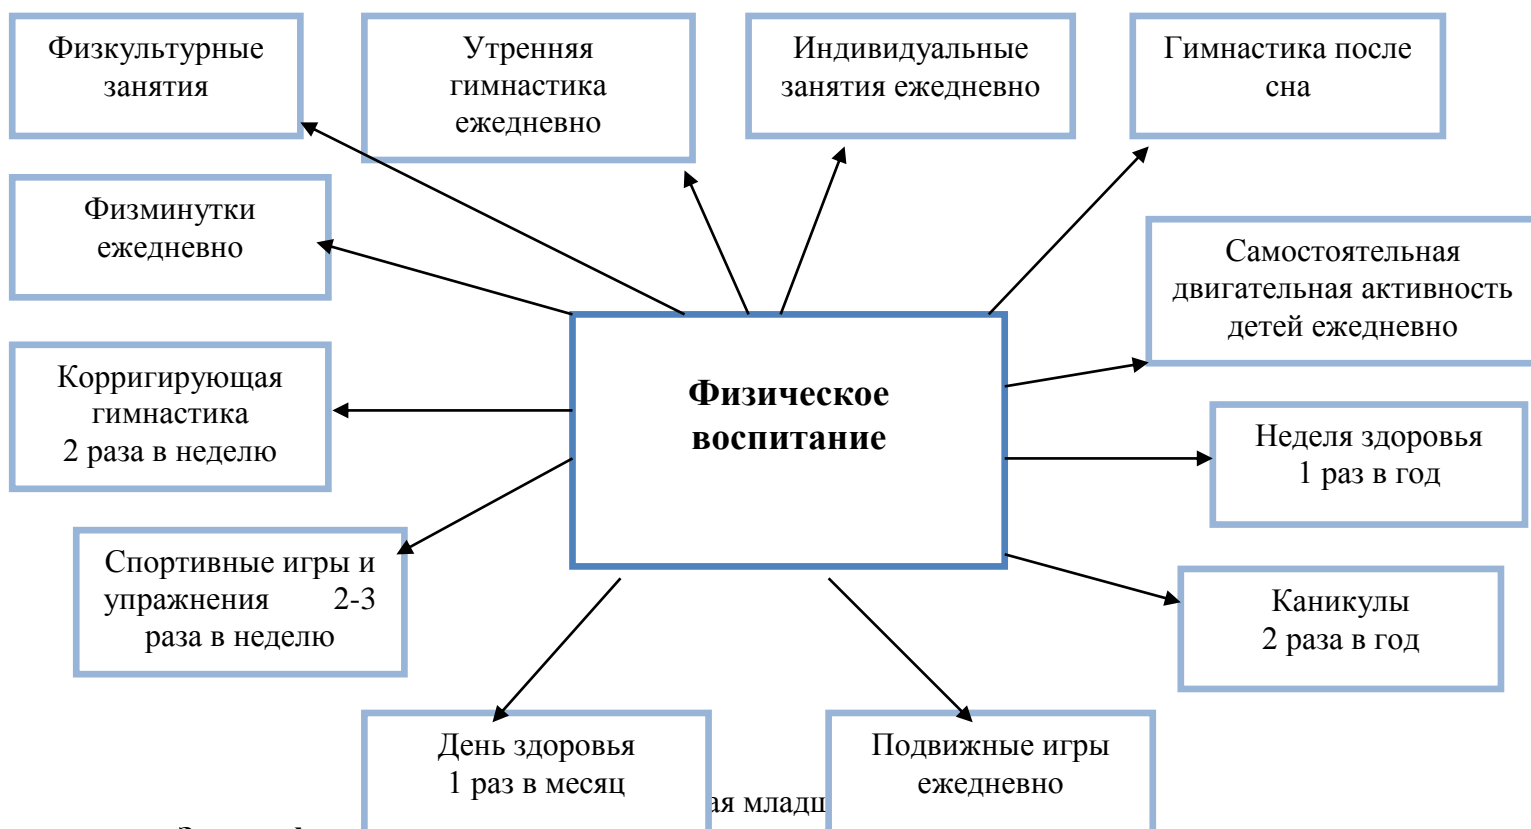 Физкультурные
занятия
Утренняя
гимнастика
ежедневно
Индивидуальные
занятия ежедневно
Гимнастика после
сна
Физминутки
ежедневно
Самостоятельная
двигательная активность
детей ежедневно
Корригирующая
гимнастика
2 раза в неделю
Физическое
воспитание
Неделя здоровья
1 раз в год
Спортивные игры и
упражнения 2-3
раза в неделю
Каникулы
2 раза в год
День здоровья
1 раз в месяц
Подвижные игры
ежедневно
ая младш